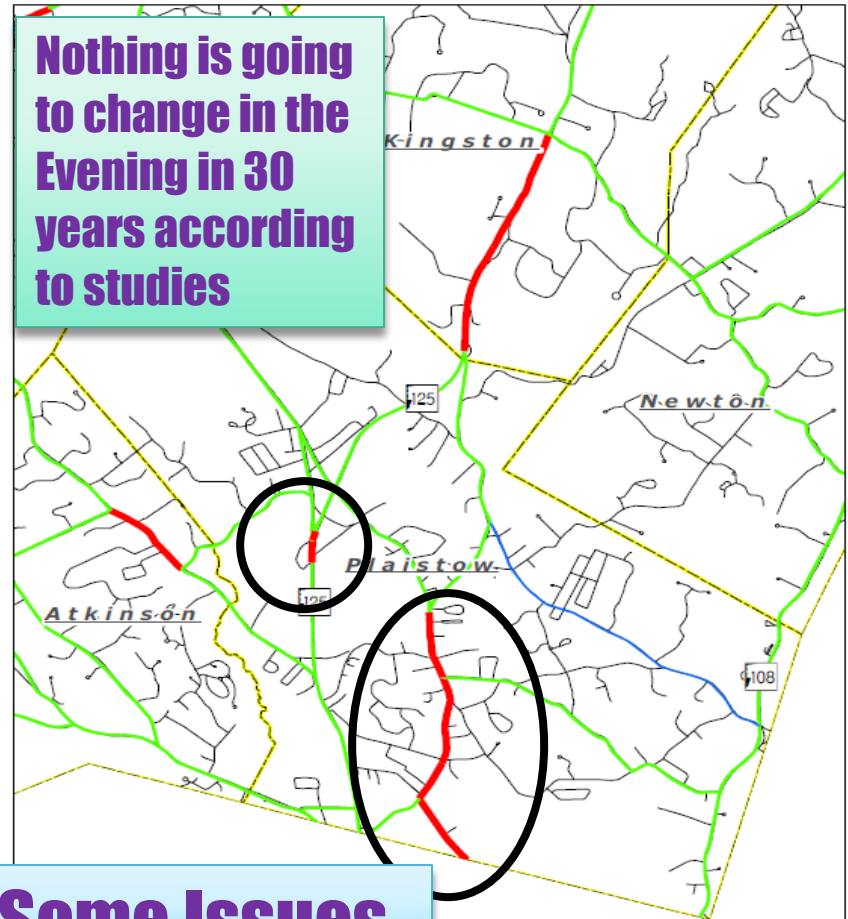 Nothing is going
to change in the
Evening in 30
years according
to studies
Kingston
125
Newton
Plaistow
125
Atkinson
108
Some Issues